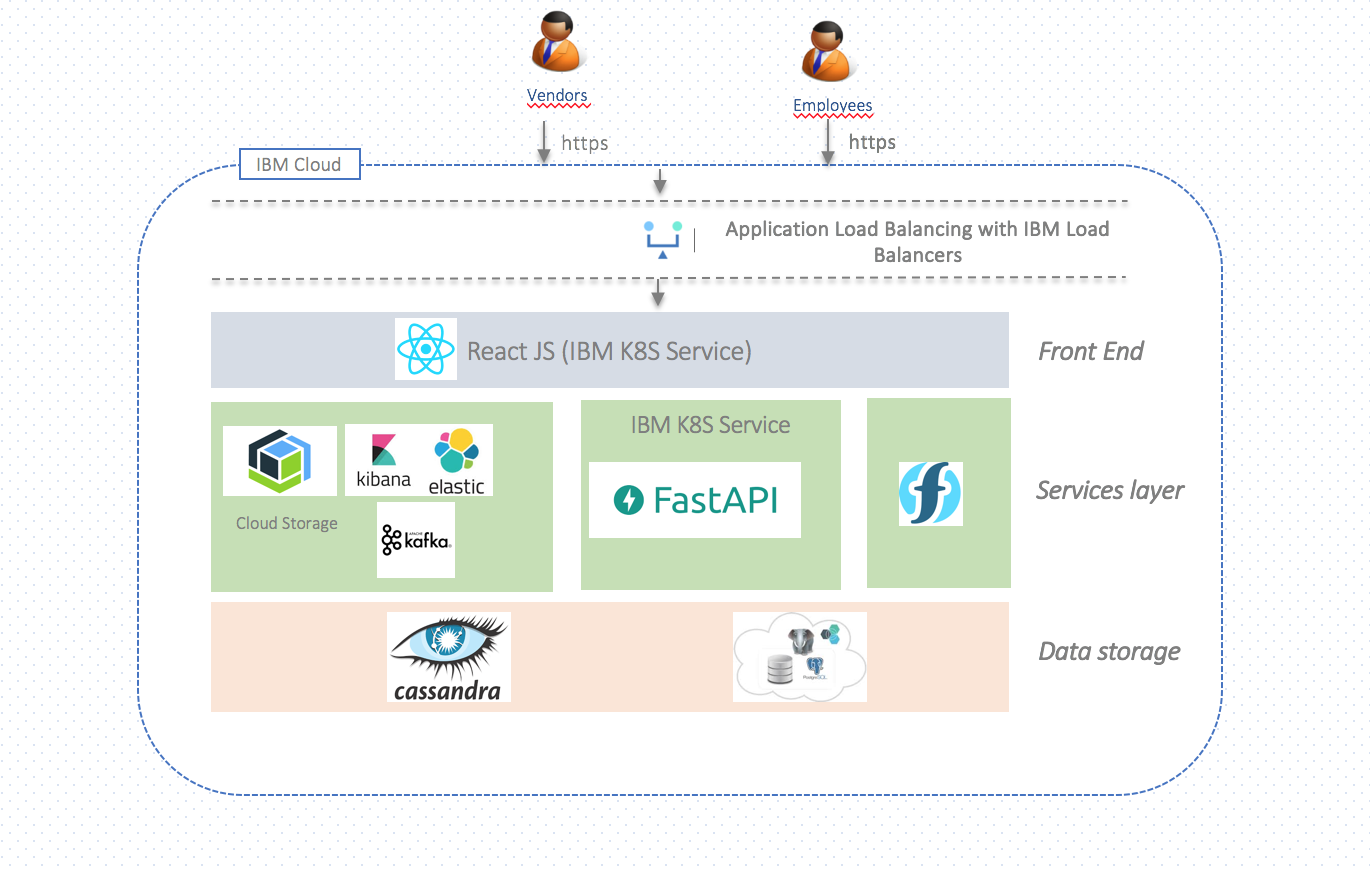 Vendors
Employees
https
https
IBM Cloud
Application Load Balancing with IBM Load
Balancers
React JS (IBM K8S Service)
Front End
IBM K8S Service
kibana
elastic
FastAPI
Services layer
Cloud Storage
APACHE
kafka®
Data storage
PostgreSQL
cassandra